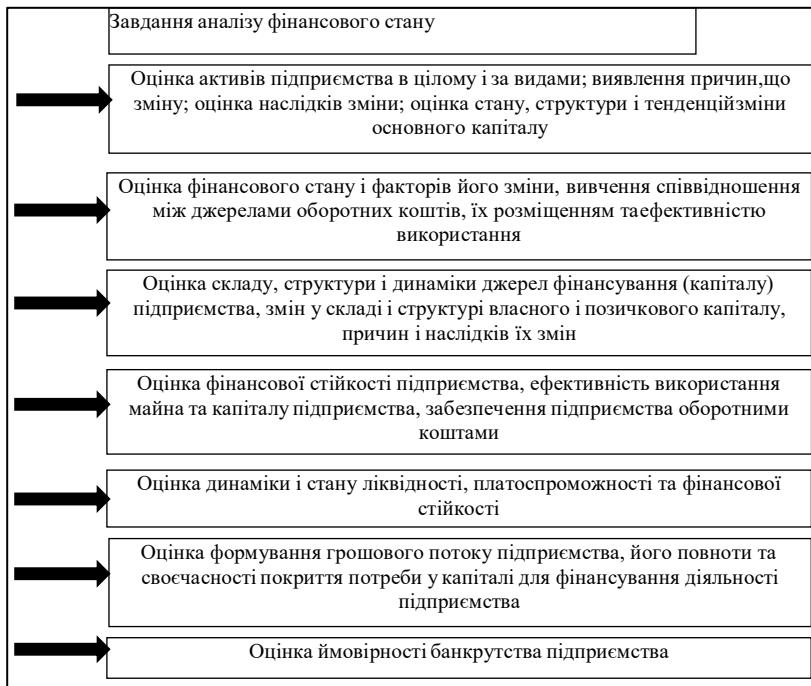 Завдання аналізу фінансового стану
Оцінка активів підприємства в цілому і за видами; виявлення причин,що
зміну; оцінка наслідків зміни; оцінка стану, структури і тенденційзміни
основного капіталу
Оцінка фінансового стану і факторів його зміни, вивчення співвідношення
між джерелами оборотних коштів, їх розміщенням таефективністю
використання
Оцінка складу, структури і динаміки джерел фінансування (капіталу)
підприємства, змін у складі і структурі власного і позичкового капіталу,
причин і наслідків їх змін
Оцінка фінансової стійкості підприємства, ефективність використання
майна та капіталу підприємства, забезпечення підприємства оборотними
коштами
Оцінка динаміки і стану ліквідності, платоспроможності та фінансової
стійкості
Оцінка формування грошового потоку підприємства, його повноти та
своєчасності покриття потреби у капіталі для фінансування діяльності
підприємства
Оцінка ймовірності банкрутства підприємства